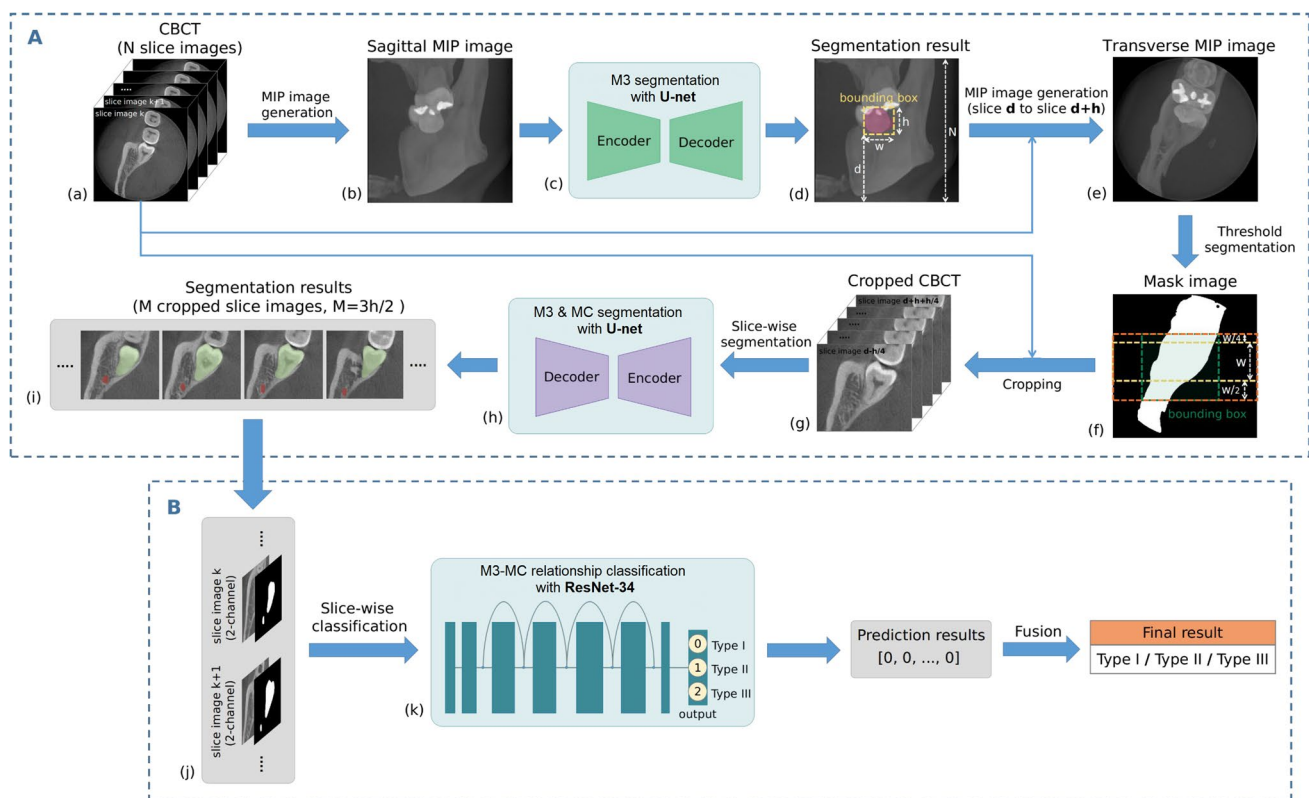 A
CBCT
(N slice images)
....
slice image k+1
slice image k
(a)
MIP image
generation
Sagittal MIP image
(b)
M3 segmentation
with U-net
Encoder
Decoder
(c)
Segmentation result
bounding box
h
w
d
N
(d)
MIP image generation
(slice d to slice d+h)
Transverse MIP image
(e)
Threshold
segmentation
Mask image
W/4
W
W/2
bounding box
(f)
Cropping
Cropped CBCT
slice image d+h+h/4
....
....
slice image d-h/4
(g)
Slice-wise
segmentation
M3 & MC segmentation
with U-net
Decoder
Encoder
(h)
Segmentation results
(M cropped slice images, M=3h/2 )
....
....
(i)
B
....
slice image k
(2-channel)
slice image k+1
(2-channel)
....
(j)
Slice-wise
classification
M3-MC relationship classification
with ResNet-34
0 Type I
1 Type II
2 Type III
output
(k)
Prediction results
[0, 0, ..., 0]
Fusion
Final result
Type I / Type II / Type III